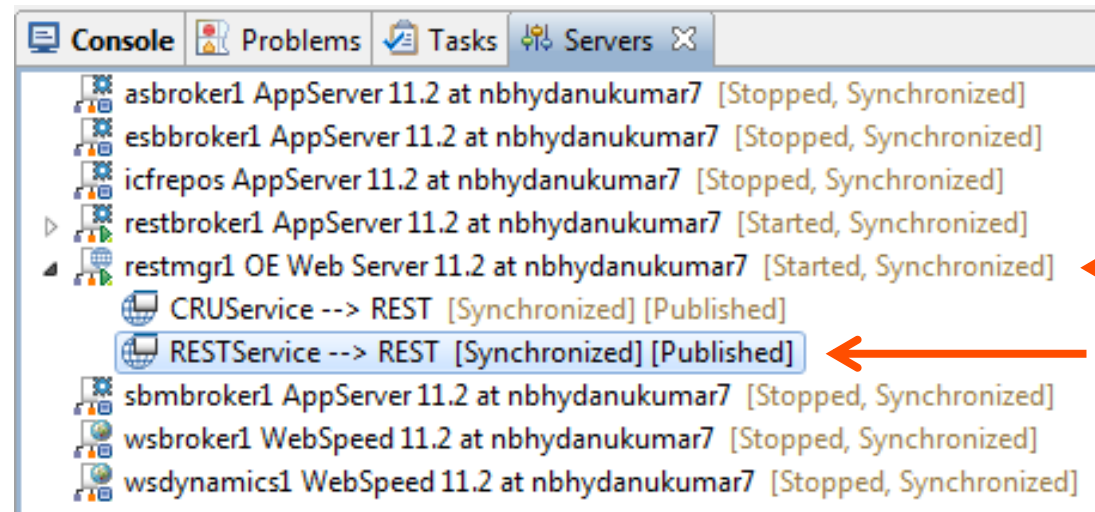 Console Problems Tasks Servers
asbroker1 AppServer 11.2 at nbhydanukumar7 [Stopped, Synchronized]
esbbroker1 AppServer 11.2 at nbhydanukumar7 [Stopped, Synchronized]
icfrepos AppServer 11.2 at nbhydanukumar7 [Stopped, Synchronized]
restbroker1 AppServer 11.2 at nbhydanukumar7 [Started, Synchronized]
restmgr1 OE Web Server 11.2 at nbhydanukumar7 [Started, Synchronized]
CRUService --> REST [Synchronized] [Published]
RESTService --> REST [Synchronized] [Published]
sbmbroker1 AppServer 11.2 at nbhydanukumar7 [Stopped, Synchronized]
wsbroker1 WebSpeed 11.2 at nbhydanukumar7 [Stopped, Synchronized]
wsdynamics1 WebSpeed 11.2 at nbhydanukumar7 [Stopped, Synchronized]